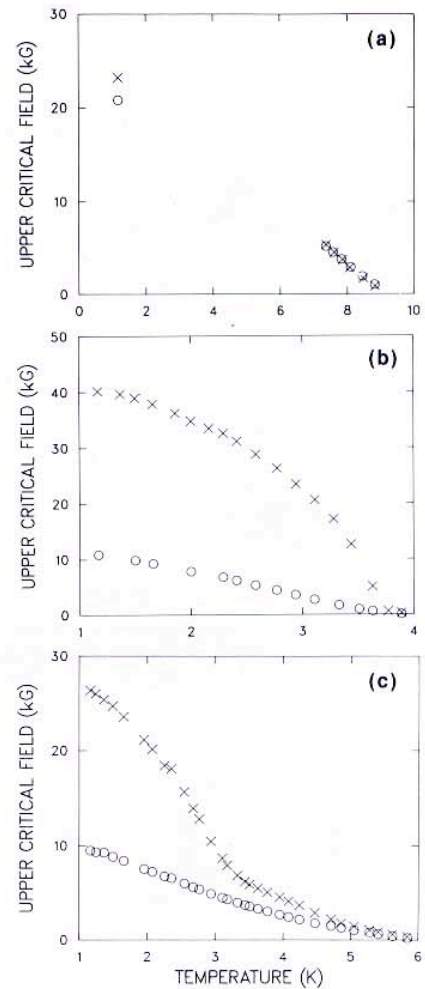 (a)
UPPER CRITICAL FIELD (kG)
30
20
10
0
0 2 4 6 8 10
(b)
UPPER CRITICAL FIELD (kG)
50
40
30
20
10
0
1 2 3 4
(c)
UPPER CRITICAL FIELD (kG)
30
20
10
0
1 2 3 4 5 6
TEMPERATURE (K)